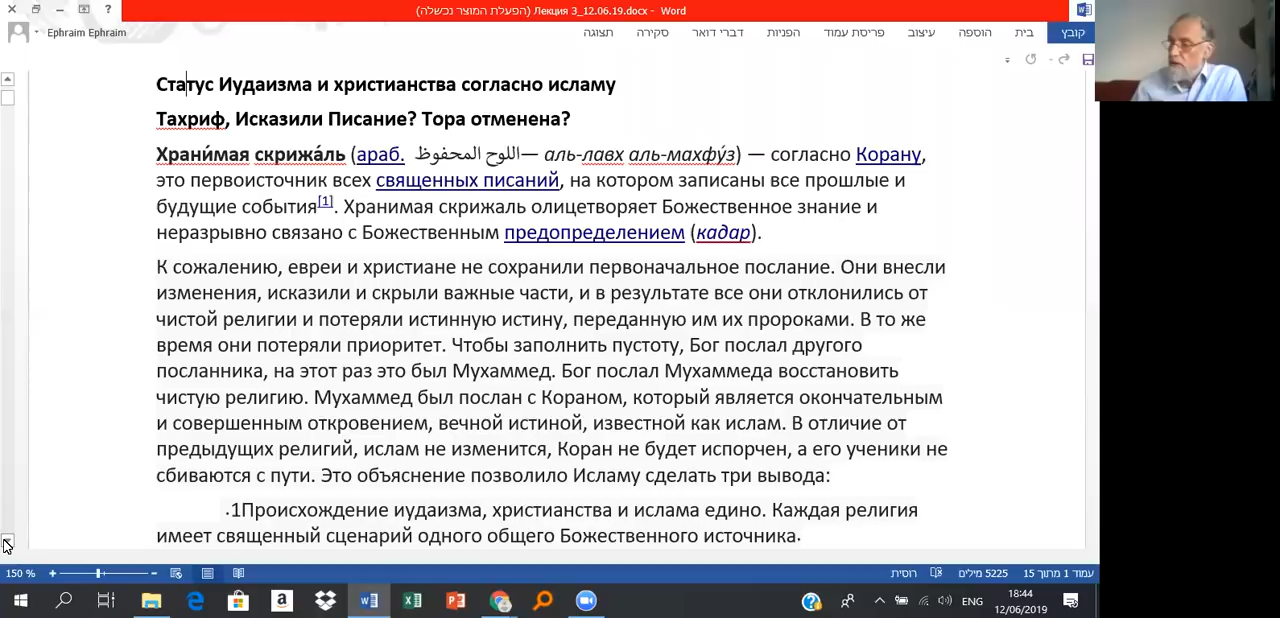 Лекция 3_12.06.19.docx - Word (הפעלת המוצר נכשלה)
Ephraim Ephraim
קובץ בית הוספה עיצוב פריסת עמוד הפניות דברי דואר סקירה תצוגה
Статус Иудаизма и христианства согласно исламу
Тахриф, Исказили Писание? Тора отменена?
Храни́мая скрижа́ль (араб. اللوح المحفوظ— аль-лавх аль-махфу́з) — согласно Корану,
это первоисточник всех священных писаний, на котором записаны все прошлые и
будущие события[1]. Хранимая скрижаль олицетворяет Божественное знание и
неразрывно связано с Божественным предопределением (кадар).
К сожалению, евреи и христиане не сохранили первоначальное послание. Они внесли
изменения, исказили и скрыли важные части, и в результате все они отклонились от
чистой религии и потеряли истинную истину, переданную им их пророками. В то же
время они потеряли приоритет. Чтобы заполнить пустоту, Бог послал другого
посланника, на этот раз это был Мухаммед. Бог послал Мухаммеда восстановить
чистую религию. Мухаммед был послан с Кораном, который является окончательным
и совершенным откровением, вечной истиной, известной как ислам. В отличие от
предыдущих религий, ислам не изменится, Коран не будет испорчен, а его ученики не
сбиваются с пути. Это объяснение позволило Исламу сделать три вывода:
.1Происхождение иудаизма, христианства и ислама едино. Каждая религия
имеет священный сценарий одного общего Божественного источника.
150 %
עמוד 1 מתוך 15 5225 מילים רוסית
ENG
18:44
12/06/2019